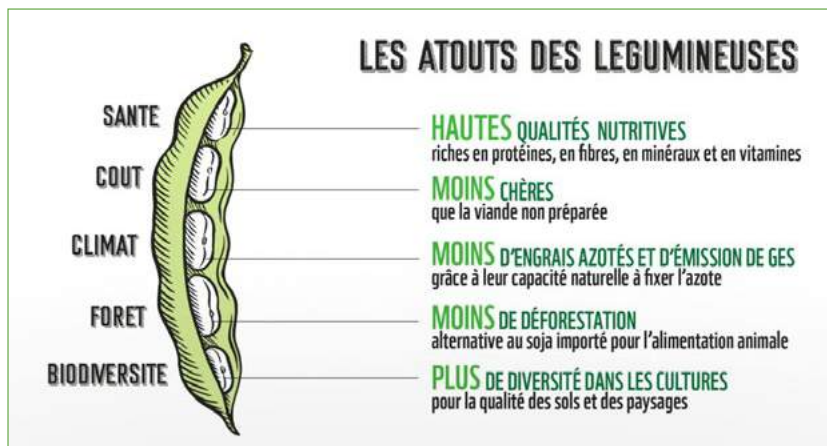 LES ATOUTS DES LEGUMINEUSES
SANTE
HAUTES QUALITÉS NUTRITIVES
riches en protéines, en fibres, en minéraux et en vitamines
COUT
MOINS CHÈRES
que la viande non préparée
CLIMAT
MOINS D'ENGRAIS AZOTÉS ET D'ÉMISSION DE GES
grâce à leur capacité naturelle à fixer l'azote
FORET
MOINS DE DÉFORESTATION
alternative au soja importé pour l'alimentation animale
BIODIVERSITE
PLUS DE DIVERSITÉ DANS LES CULTURES
pour la qualité des sols et des paysages